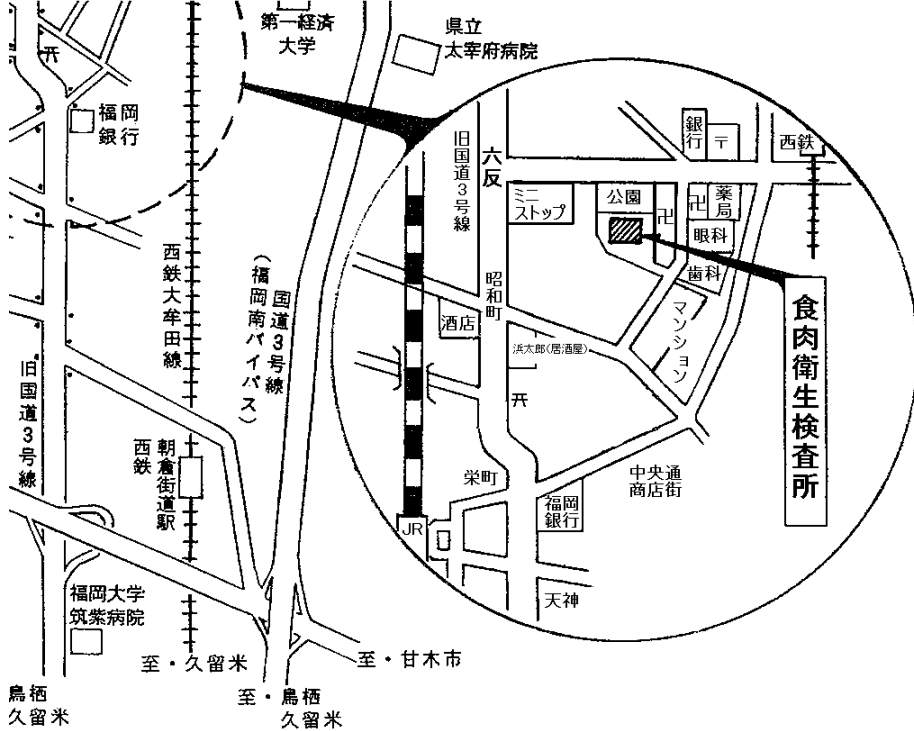 第一経済
大学
県立
太宰府病院
福岡
銀行
西鉄大牟田線
国道3号線
(福岡南バイパス)
旧国道3号線
西鉄
朝倉街道駅
福岡大学
筑紫病院
至・久留米
至・甘木市
至・鳥栖
久留米
鳥栖
久留米
旧国道3号線
六反
銀行
〒
西鉄
ミニ
ストップ
公園
卍
卍
薬局
眼科
歯科
昭和町
酒店
浜太郎(居酒屋)
マンション
食肉衛生検査所
栄町
中央通
商店街
福岡
銀行
JR
天神